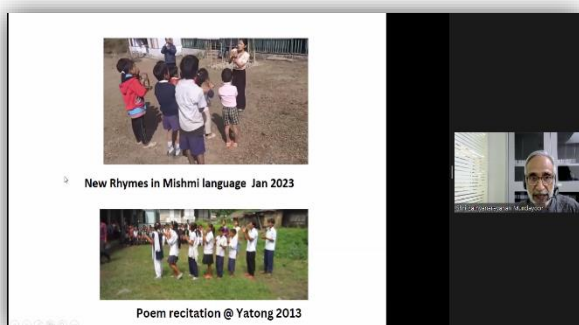 New Rhymes in Mishmi language Jan 2023
Poem recitation @ Yatong 2013